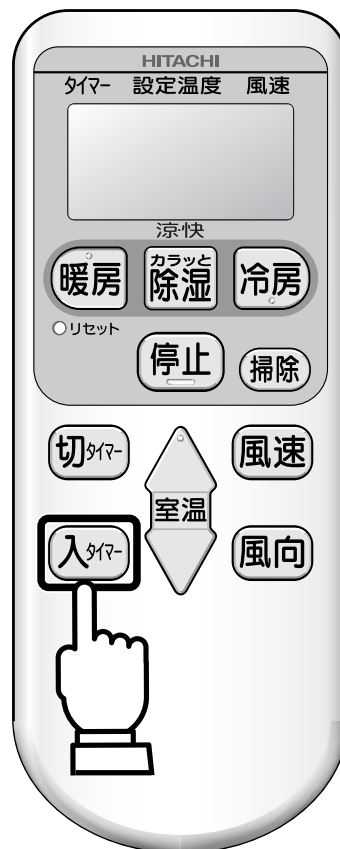 HITACHI
タイマー 設定温度 風速
涼・快
暖房 カラッと除湿 冷房
リセット
停止 掃除
切タイマー 風速
室温
入タイマー 風向